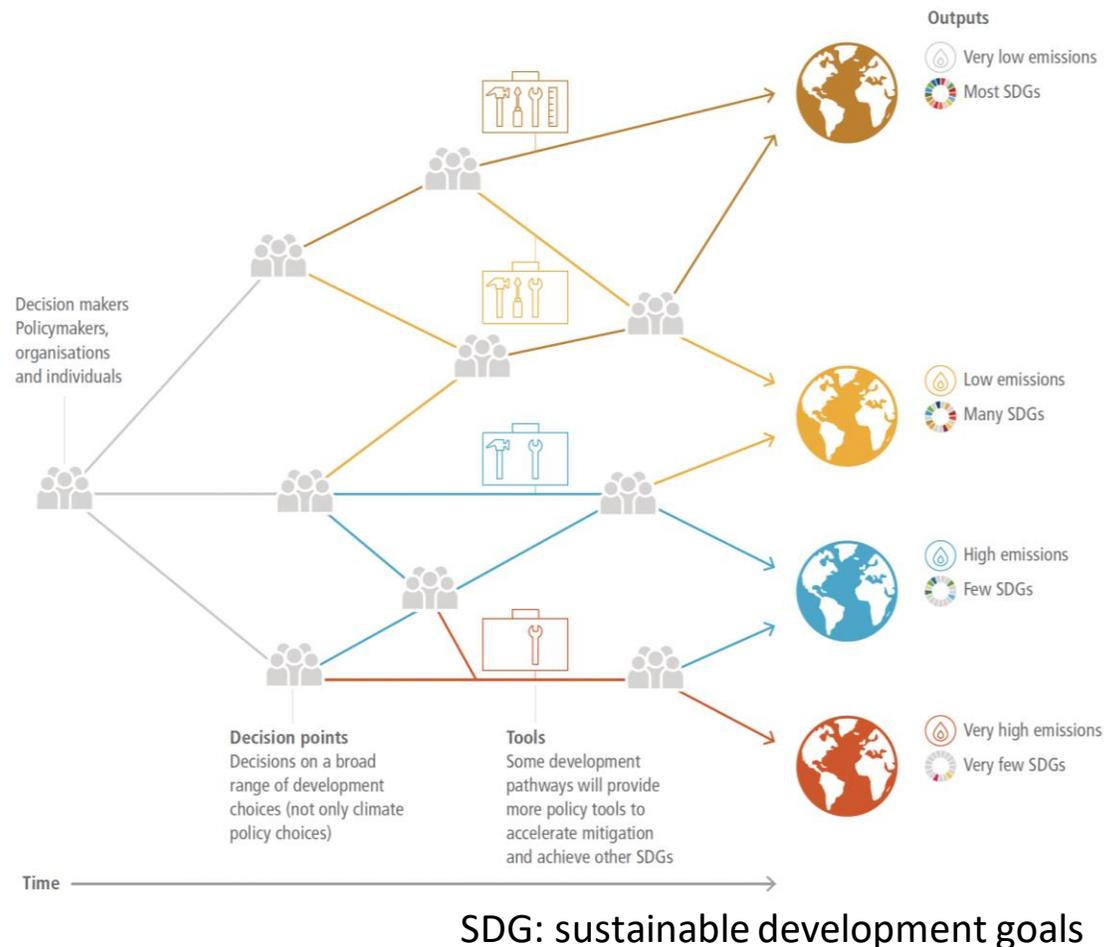 Outputs
Very low emissions
Most SDGs
Decision makers
Policymakers,
organisations
and individuals
Low emissions
Many SDGs
High emissions
Few SDGs
Very high emissions
Very few SDGs
Decision points
Decisions on a broad
range of development
choices (not only climate
policy choices)
Tools
Some development
pathways will provide
more policy tools to
accelerate mitigation
and achieve other SDGs
Time
SDG: sustainable development goals